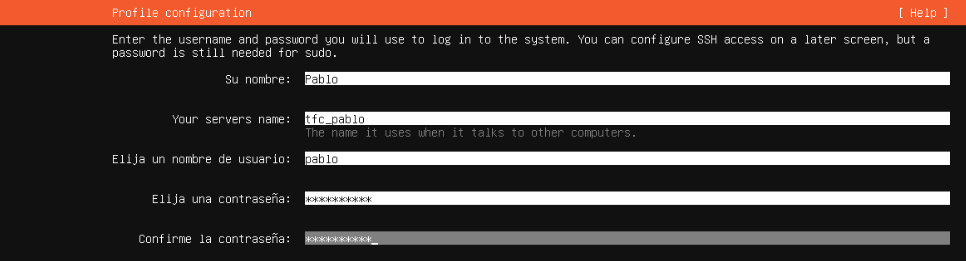 Profile configuration [ Help ]
Enter the username and password you will use to log in to the system. You can configure SSH access on a later screen, but a
password is still needed for sudo.
Su nombre: Pablo
Your servers name: tfc_pablo
The name it uses when it talks to other computers.
Elija un nombre de usuario: pablo
Elija una contraseña: **********
Confirme la contraseña: **********_